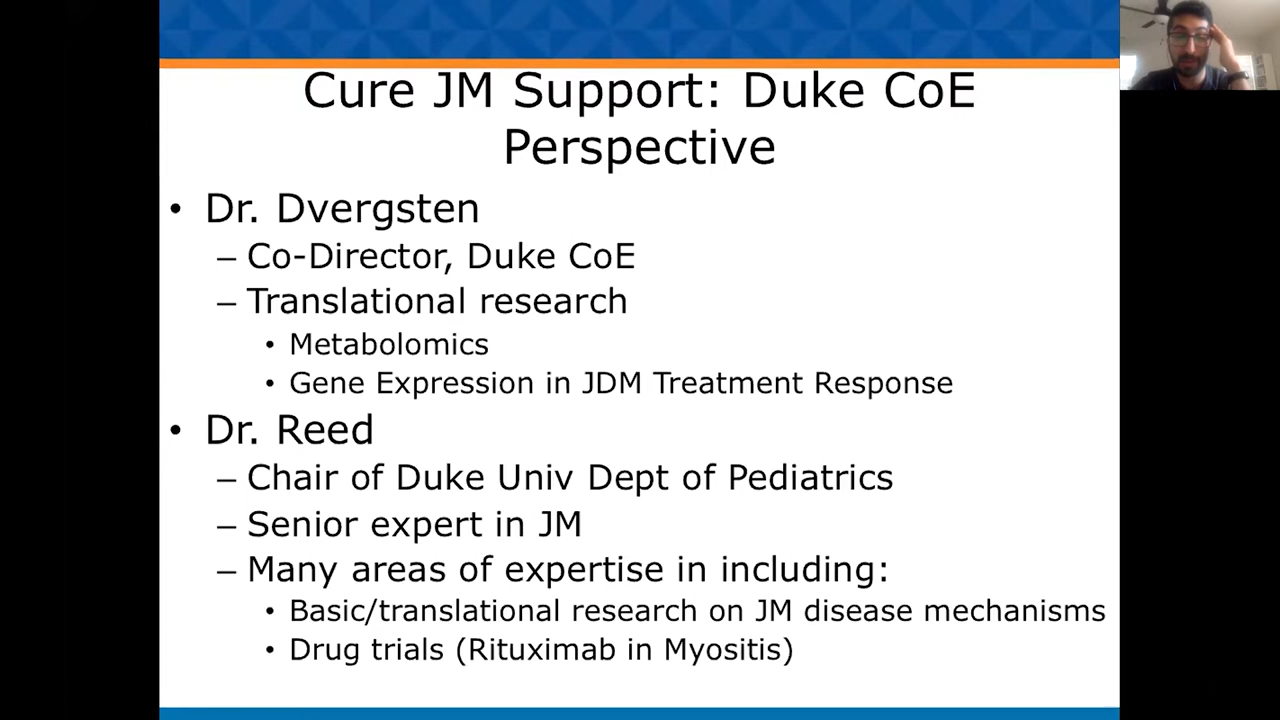 Cure JM Support: Duke CoE
Perspective
• Dr. Dvergsten
– Co-Director, Duke CoE
– Translational research
• Metabolomics
• Gene Expression in JDM Treatment Response
• Dr. Reed
– Chair of Duke Univ Dept of Pediatrics
– Senior expert in JM
– Many areas of expertise in including:
• Basic/translational research on JM disease mechanisms
• Drug trials (Rituximab in Myositis)